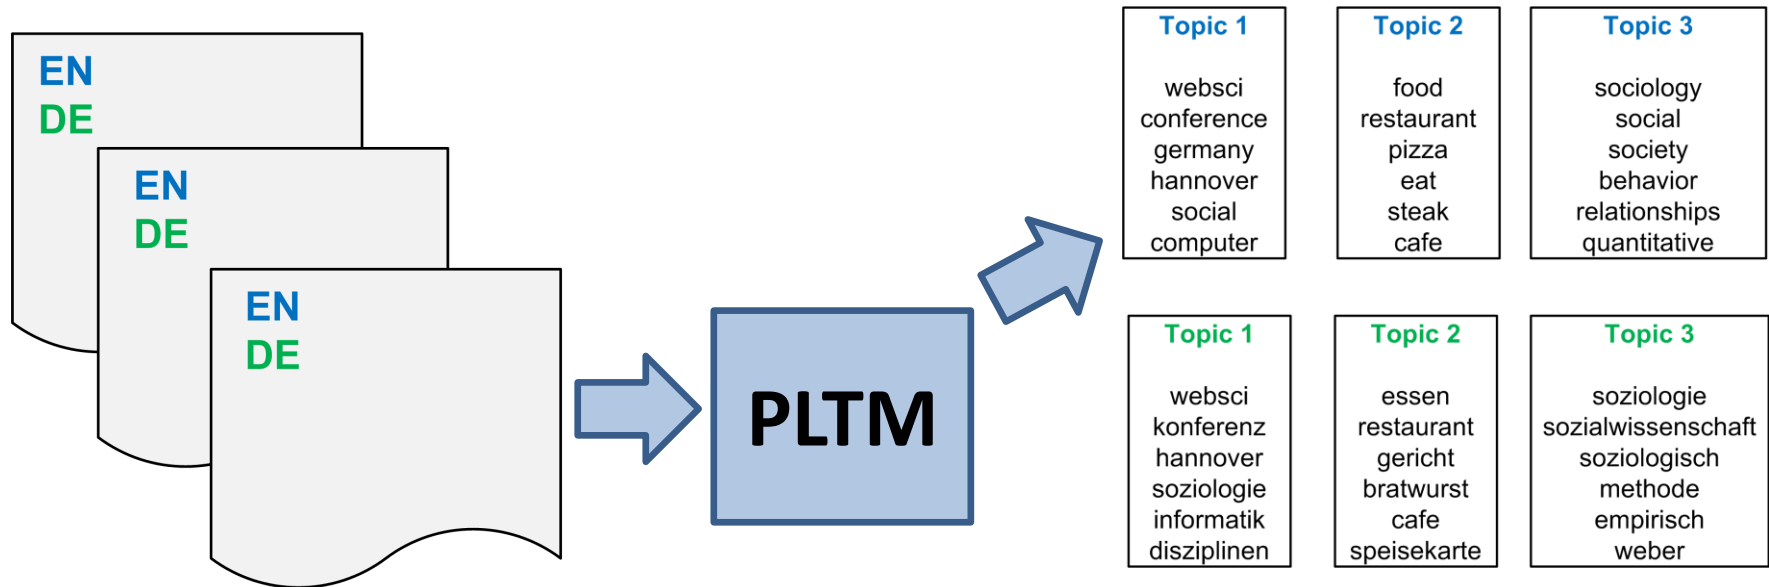 EN
DE
EN
DE
EN
DE
PLTM
Topic 1
websci
conference
germany
hannover
social
computer
Topic 2
food
restaurant
pizza
eat
steak
cafe
Topic 3
sociology
social
society
behavior
relationships
quantitative
Topic 1
websci
konferenz
hannover
soziologie
informatik
disziplinen
Topic 2
essen
restaurant
gericht
bratwurst
cafe
speisekarte
Topic 3
soziologie
sozialwissenschaft
soziologisch
methode
empirisch
weber